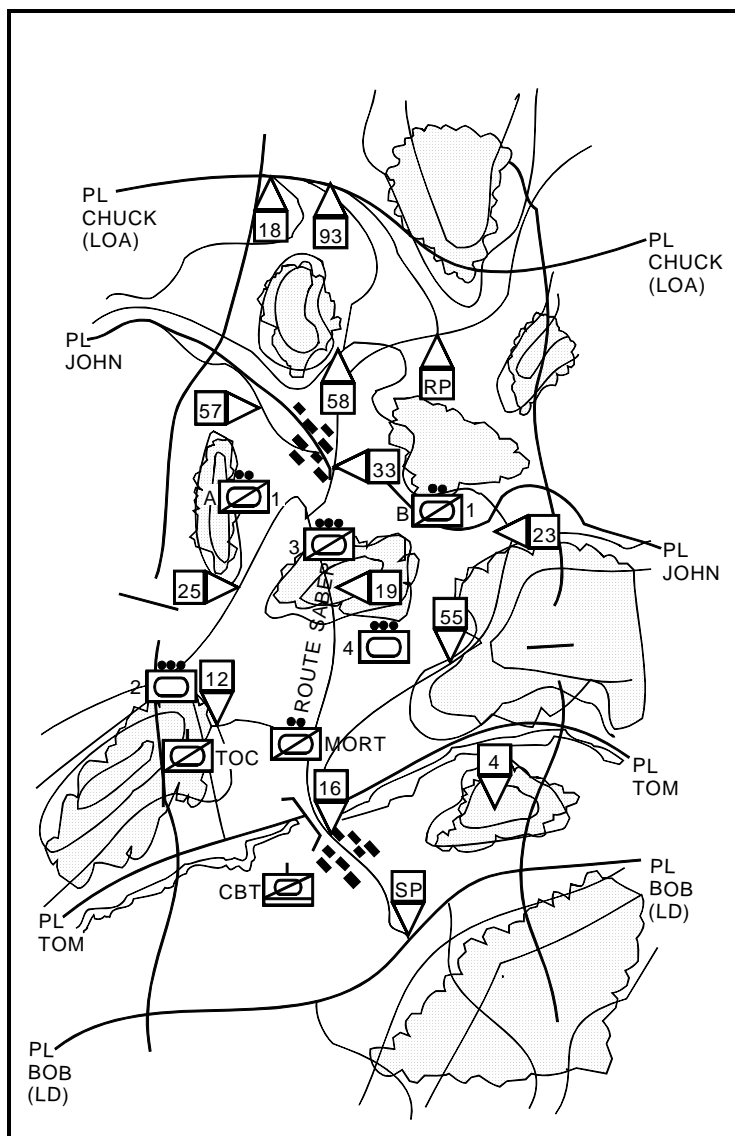 PL
CHUCK
(LOA)
18
93
PL
CHUCK
(LOA)
PL
JOHN
57
58
RP
33
A
1
B
1
23
3
PL
JOHN
25
19
55
4
ROUTE SABER
2
12
TOC
MORT
4
PL
TOM
16
CBT
SP
PL
BOB
(LD)
PL
TOM
PL
BOB
(LD)